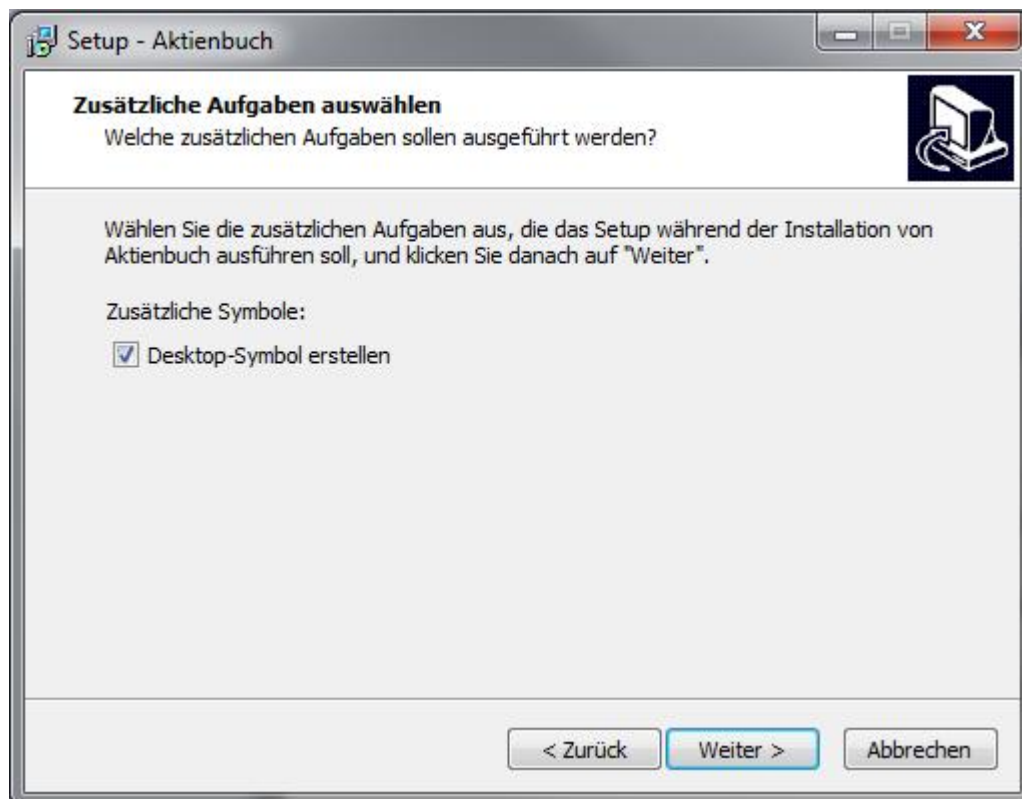 Setup - Aktienbuch
Zusätzliche Aufgaben auswählen
Welche zusätzlichen Aufgaben sollen ausgeführt werden?
Wählen Sie die zusätzlichen Aufgaben aus, die das Setup während der Installation von
Aktienbuch ausführen soll, und klicken Sie danach auf "Weiter".
Zusätzliche Symbole:
Desktop-Symbol erstellen
< Zurück
Weiter >
Abbrechen